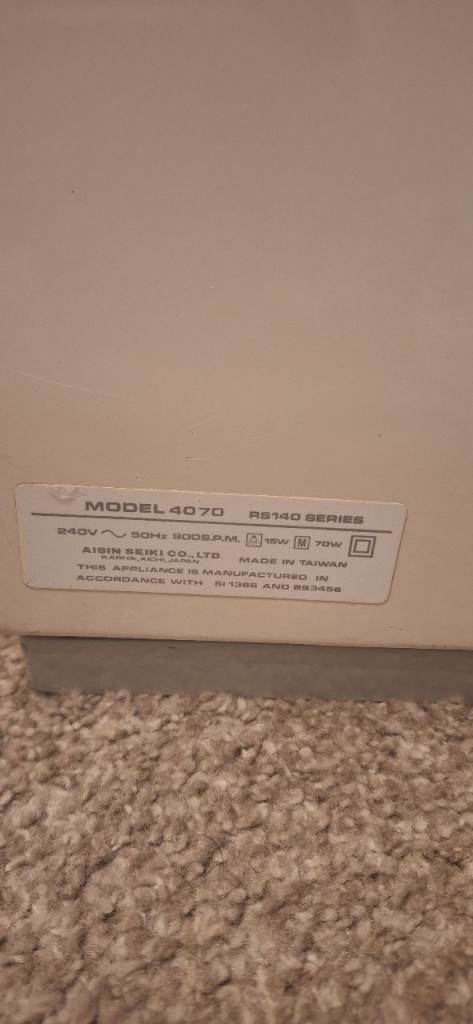 MODEL 4070 RS140 SERIES
240V ~ 50Hz 800S.P.M. 15W M 70W
AISIN SEIKI CO., LTD
KARIYA, AICHI, JAPAN MADE IN TAIWAN
THIS APPLIANCE IS MANUFACTURED IN
ACCORDANCE WITH SI 1366 AND BS3456